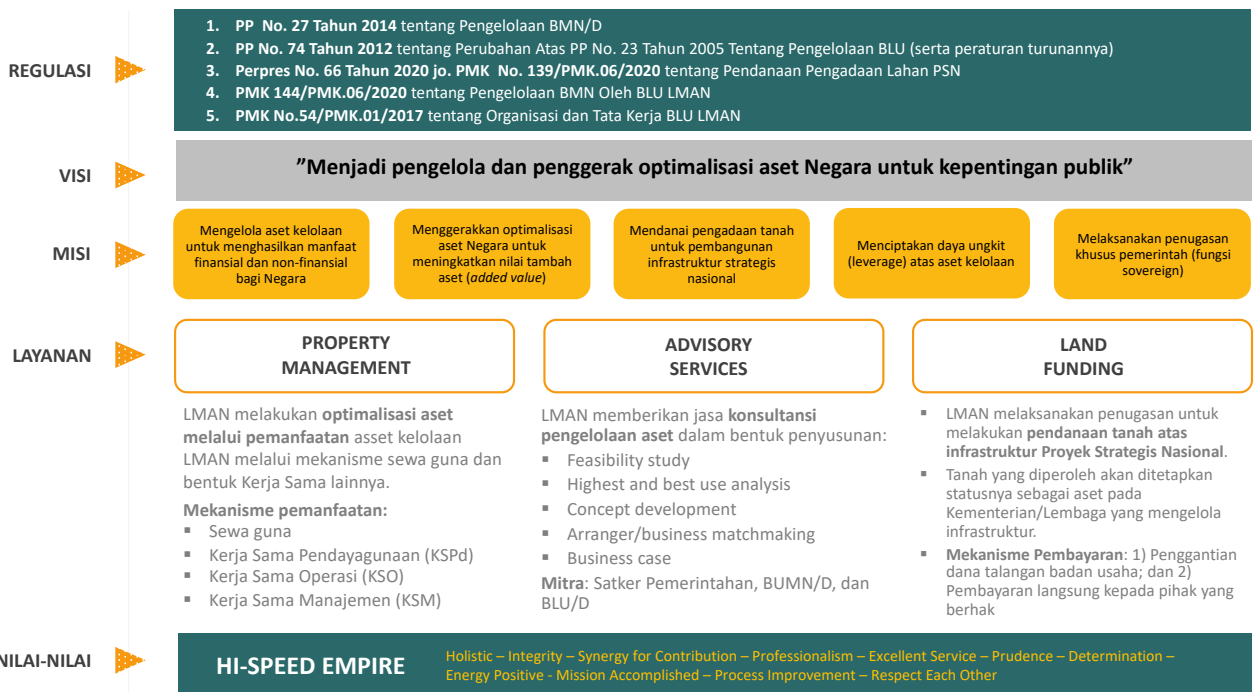 REGULASI
1. PP No. 27 Tahun 2014 tentang Pengelolaan BMN/D
2. PP No. 74 Tahun 2012 tentang Perubahan Atas PP No. 23 Tahun 2005 Tentang Pengelolaan BLU (serta peraturan turunannya)
3. Perpres No. 66 Tahun 2020 jo. PMK No. 139/PMK.06/2020 tentang Pendanaan Pengadaan Lahan PSN
4. PMK 144/PMK.06/2020 tentang Pengelolaan BMN Oleh BLU LMAN
5. PMK No.54/PMK.01/2017 tentang Organisasi dan Tata Kerja BLU LMAN
VISI
”Menjadi pengelola dan penggerak optimalisasi aset Negara untuk kepentingan publik”
MISI
Mengelola aset kelolaan
untuk menghasilkan manfaat
finansial dan non-finansial
bagi Negara
Menggerakkan optimalisasi
aset Negara untuk
meningkatkan nilai tambah
aset (added value)
Mendanai pengadaan tanah
untuk pembangunan
infrastruktur strategis
nasional
Menciptakan daya ungkit
(leverage) atas aset kelolaan
Melaksanakan penugasan
khusus pemerintah (fungsi
sovereign)
LAYANAN
PROPERTY
MANAGEMENT
LMAN melakukan optimalisasi aset
melalui pemanfaatan asset kelolaan
LMAN melalui mekanisme sewa guna dan
bentuk Kerja Sama lainnya.
Mekanisme pemanfaatan:
▪ Sewa guna
▪ Kerja Sama Pendayagunaan (KSPd)
▪ Kerja Sama Operasi (KSO)
▪ Kerja Sama Manajemen (KSM)
ADVISORY
SERVICES
LMAN memberikan jasa konsultansi
pengelolaan aset dalam bentuk penyusunan:
▪ Feasibility study
▪ Highest and best use analysis
▪ Concept development
▪ Arranger/business matchmaking
▪ Business case
Mitra: Satker Pemerintahan, BUMN/D, dan
BLU/D
LAND
FUNDING
▪ LMAN melaksanakan penugasan untuk
melakukan pendanaan tanah atas
infrastruktur Proyek Strategis Nasional.
▪ Tanah yang diperoleh akan ditetapkan
statusnya sebagai aset pada
Kementerian/Lembaga yang mengelola
infrastruktur.
▪ Mekanisme Pembayaran: 1) Penggantian
dana talangan badan usaha; dan 2)
Pembayaran langsung kepada pihak yang
berhak
NILAI-NILAI
HI-SPEED EMPIRE
Holistic – Integrity – Synergy for Contribution – Professionalism – Excellent Service – Prudence – Determination –
Energy Positive - Mission Accomplished – Process Improvement – Respect Each Other